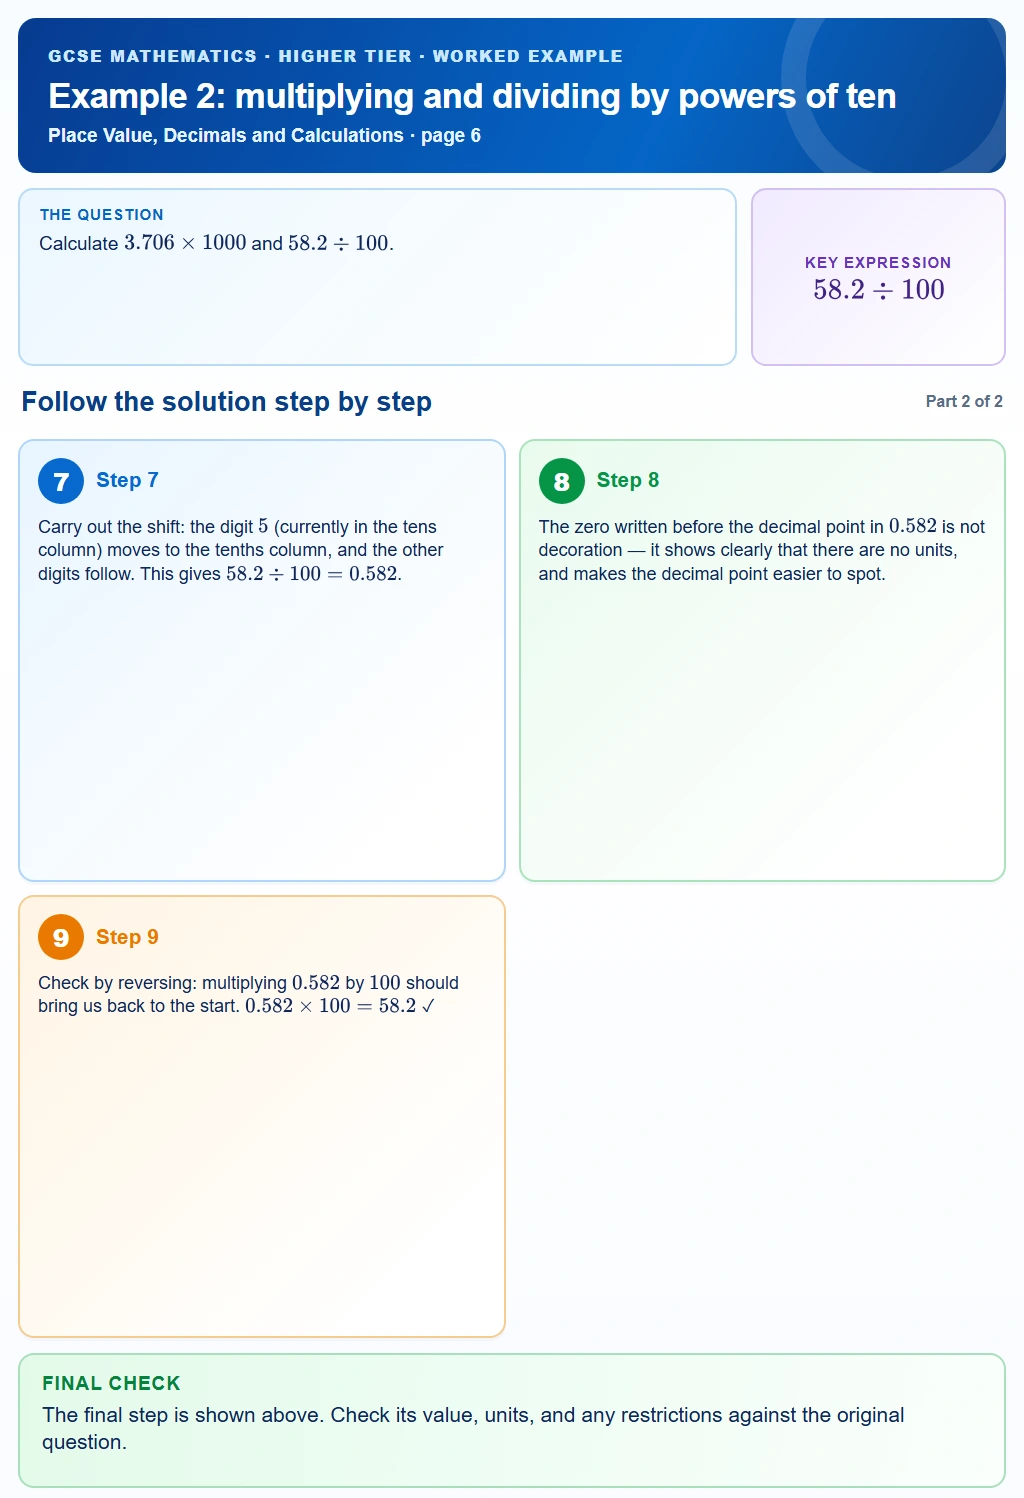 GCSE MATHEMATICS · HIGHER TIER · WORKED EXAMPLE
Example 2: multiplying and dividing by powers of ten
Place Value, Decimals and Calculations · page 6
THE QUESTION
Calculate 3.706 × 1000 and 58.2 ÷ 100.
KEY EXPRESSION
58.2 ÷ 100
Follow the solution step by step
Part 2 of 2
7 Step 7
Carry out the shift: the digit 5 (currently in the tens
column) moves to the tenths column, and the other
digits follow. This gives 58.2 ÷ 100 = 0.582.
8 Step 8
The zero written before the decimal point in 0.582 is not
decoration — it shows clearly that there are no units,
and makes the decimal point easier to spot.
9 Step 9
Check by reversing: multiplying 0.582 by 100 should
bring us back to the start. 0.582 × 100 = 58.2 ✓
FINAL CHECK
The final step is shown above. Check its value, units, and any restrictions against the original
question.